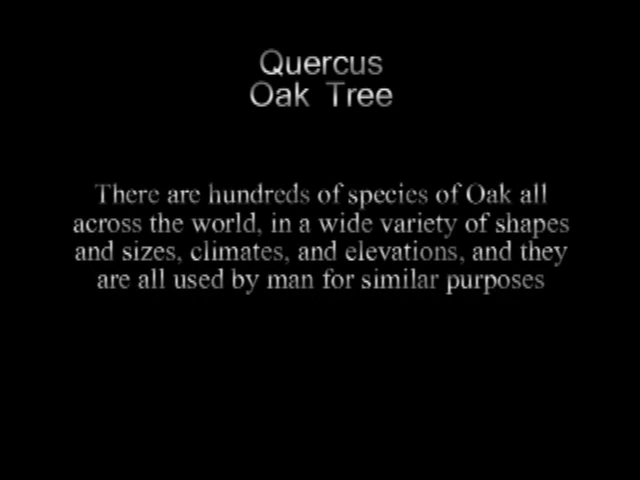 Quercus
Oak Tree
There are hundreds of species of Oak all
across the world, in a wide variety of shapes
and sizes, climates, and elevations, and they
are all used by man for similar purposes